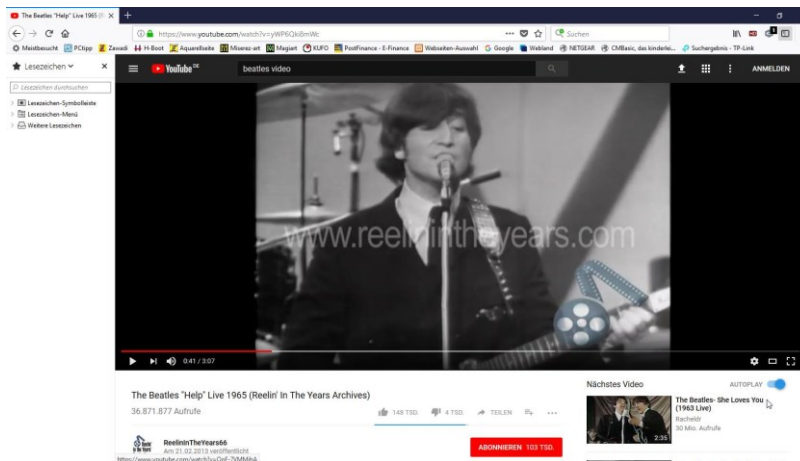 The Beatles "Help" Live 1965 (R
https://www.youtube.com/watch?v=yWP6Qki8mWc
Suchen
Meistbesucht PCtipp Zawadi H-Boot Aquarellseite Miserez-art Magiart KUFO PostFinance - E-Finance Webseiten-Auswahl Google Webland NETGEAR CMBasic, das kinderlei... Suchergebnis - TP-Link
Lesezeichen
Lesezeichen durchsuchen
Lesezeichen-Symbolleiste
Lesezeichen-Menü
Weitere Lesezeichen
YouTube DE
beatles video
ANMELDEN
www.reelinintheyears.com
0:41 / 3:07
The Beatles "Help" Live 1965 (Reelin' In The Years Archives)
36.871.877 Aufrufe
148 TSD. 4 TSD. TEILEN
ReelinInTheYears66
Am 21.02.2013 veröffentlicht
ABONNIEREN 103 TSD.
Nächstes Video
AUTOPLAY
The Beatles- She Loves You
(1963 Live)
Racheldt
30 Mio. Aufrufe
2:35